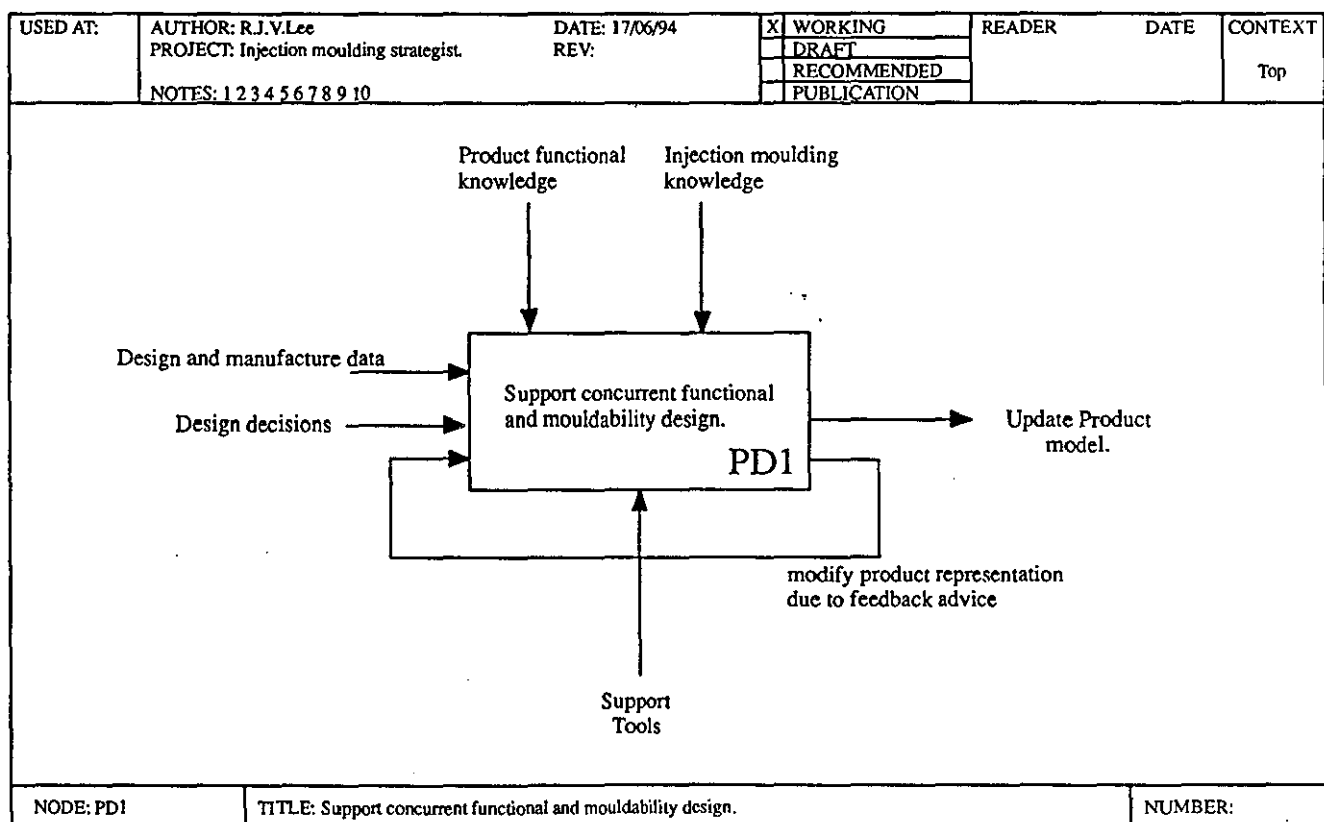 USED AT:
AUTHOR: R.J.V.Lee
DATE: 17/06/94
PROJECT: Injection moulding strategist.
REV:
NOTES: 1 2 3 4 5 6 7 8 9 10
X WORKING
DRAFT
RECOMMENDED
PUBLICATION
READER
DATE
CONTEXT
Top
Product functional
knowledge
Injection moulding
knowledge
Design and manufacture data
Design decisions
Support concurrent functional
and mouldability design.
PD1
Update Product
model.
modify product representation
due to feedback advice
Support
Tools
NODE: PD1
TITLE: Support concurrent functional and mouldability design.
NUMBER: